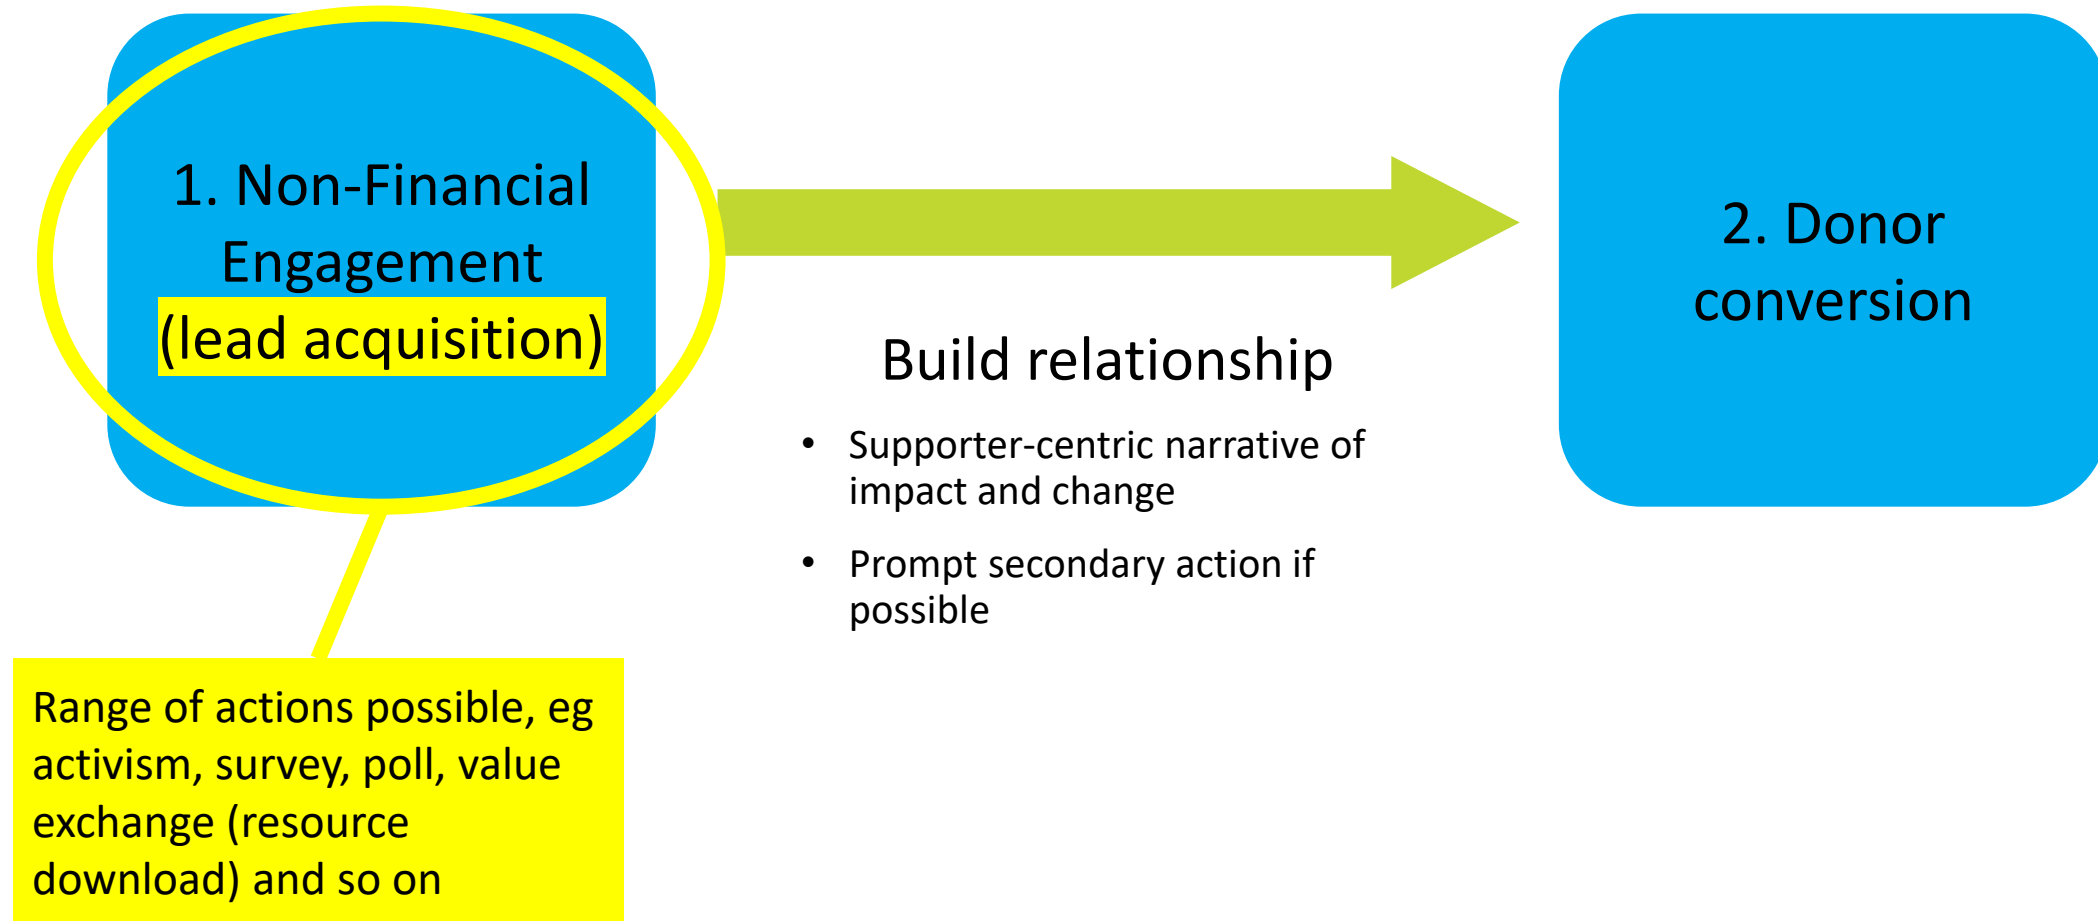 1. Non-Financial
Engagement
(lead acquisition)
2. Donor
conversion
Build relationship
• Supporter-centric narrative of
impact and change
• Prompt secondary action if
possible
Range of actions possible, eg
activism, survey, poll, value
exchange (resource
download) and so on